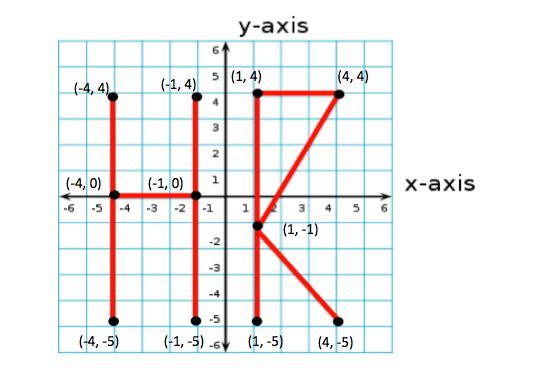 y-axis
6
(-4, 4) (-1, 4) 5 (1, 4) (4, 4)
4
3
2
(-4, 0) (-1, 0) 1
x-axis
-6 -5 -4 -3 -2 -1 1 2 3 4 5 6
(1, -1)
-2
-3
-4
-5
(-4, -5) (-1, -5) -6 (1, -5) (4, -5)